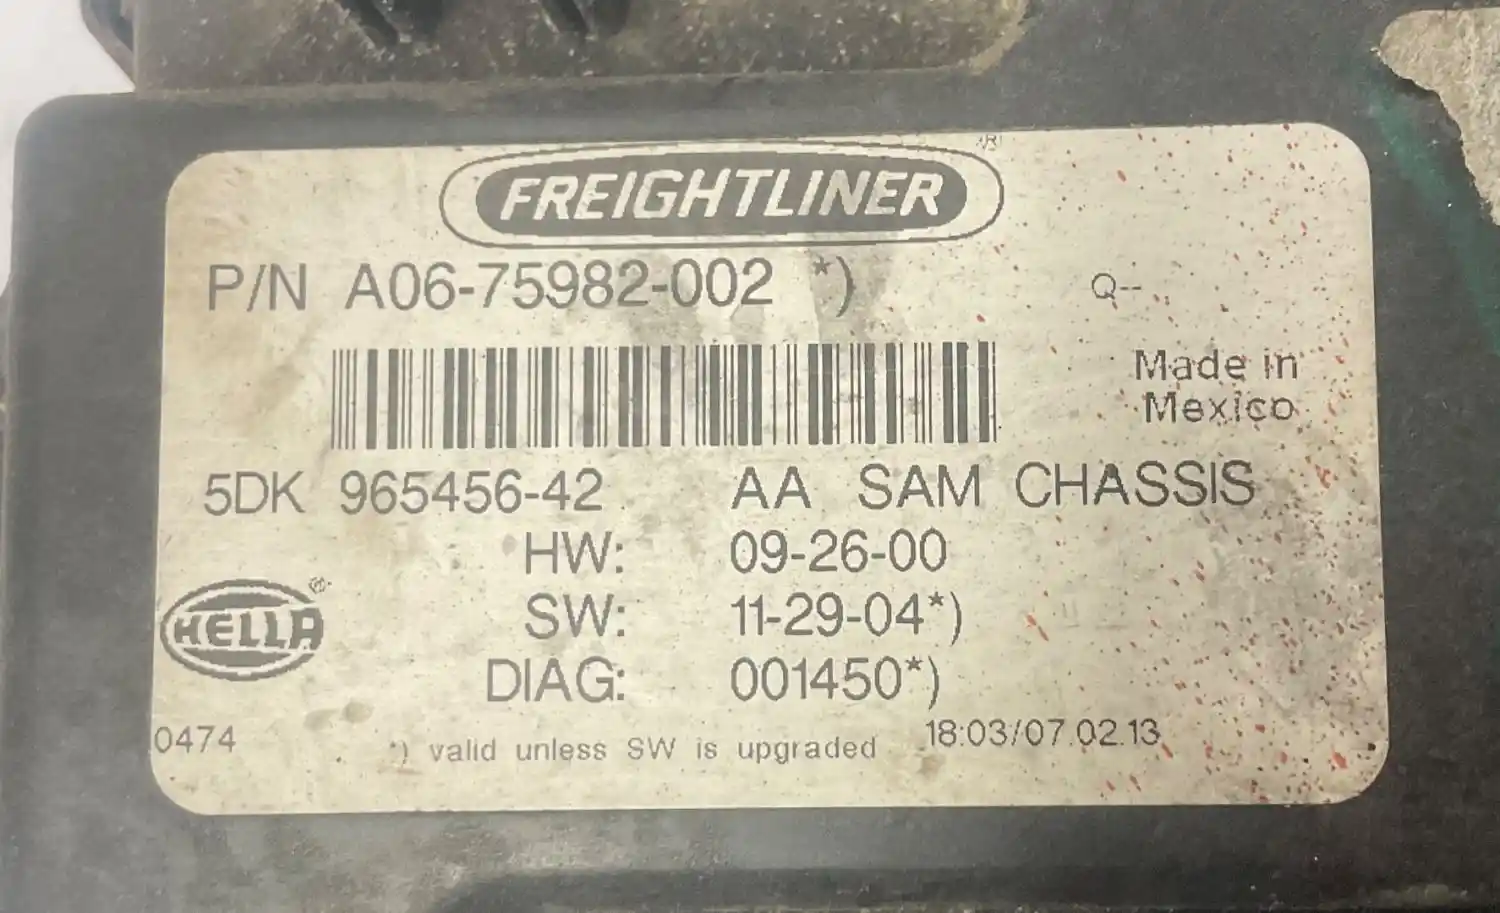 FREIGHTLINER ®
P/N A06-75982-002 *)
Q--
Made in
Mexico
5DK 965456-42 AA SAM CHASSIS
HW: 09-26-00
SW: 11-29-04*)
HELLA ®
DIAG: 001450*)
0474
*) valid unless SW is upgraded
18:03/07.02.13